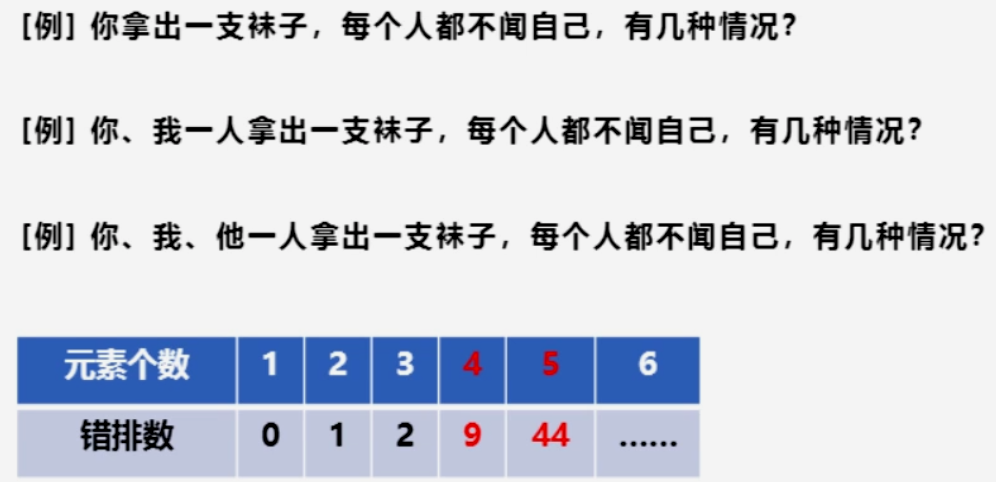 [例] 你拿出一支袜子，每个人都不闻自己，有几种情况？
[例] 你、我一人拿出一支袜子，每个人都不闻自己，有几种情况？
[例] 你、我、他一人拿出一支袜子，每个人都不闻自己，有几种情况？
元素个数 1 2 3 4 5 6
错排数 0 1 2 9 44 ……